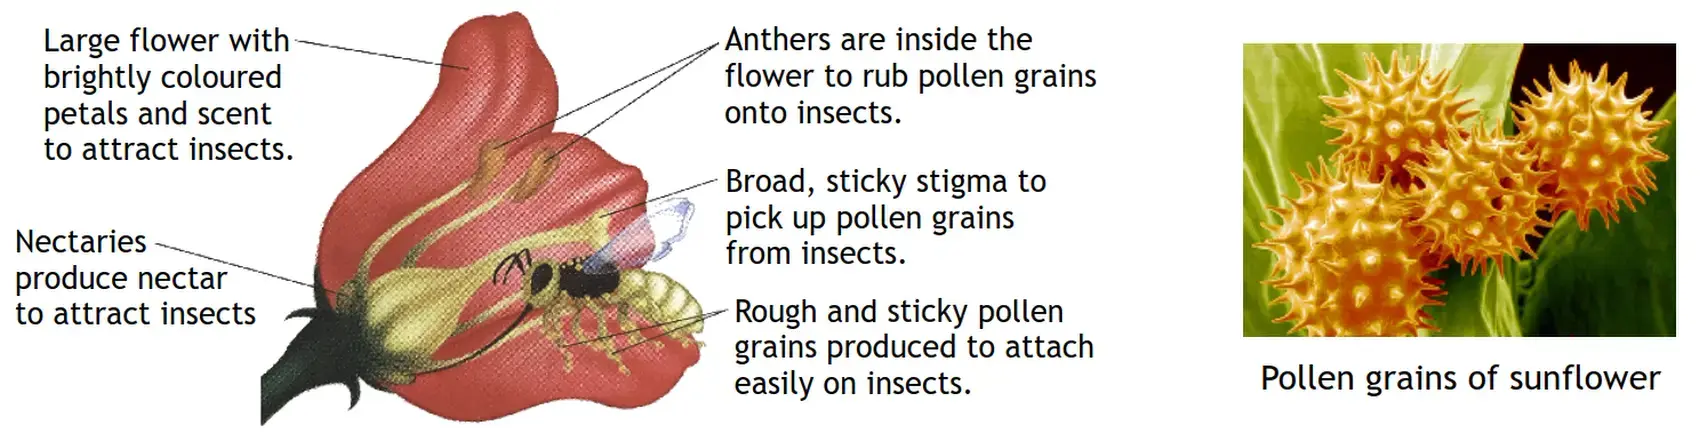 Large flower with
brightly coloured
petals and scent
to attract insects.
Nectaries
produce nectar
to attract insects
Anthers are inside the
flower to rub pollen grains
onto insects.
Broad, sticky stigma to
pick up pollen grains
from insects.
Rough and sticky pollen
grains produced to attach
easily on insects.
Pollen grains of sunflower